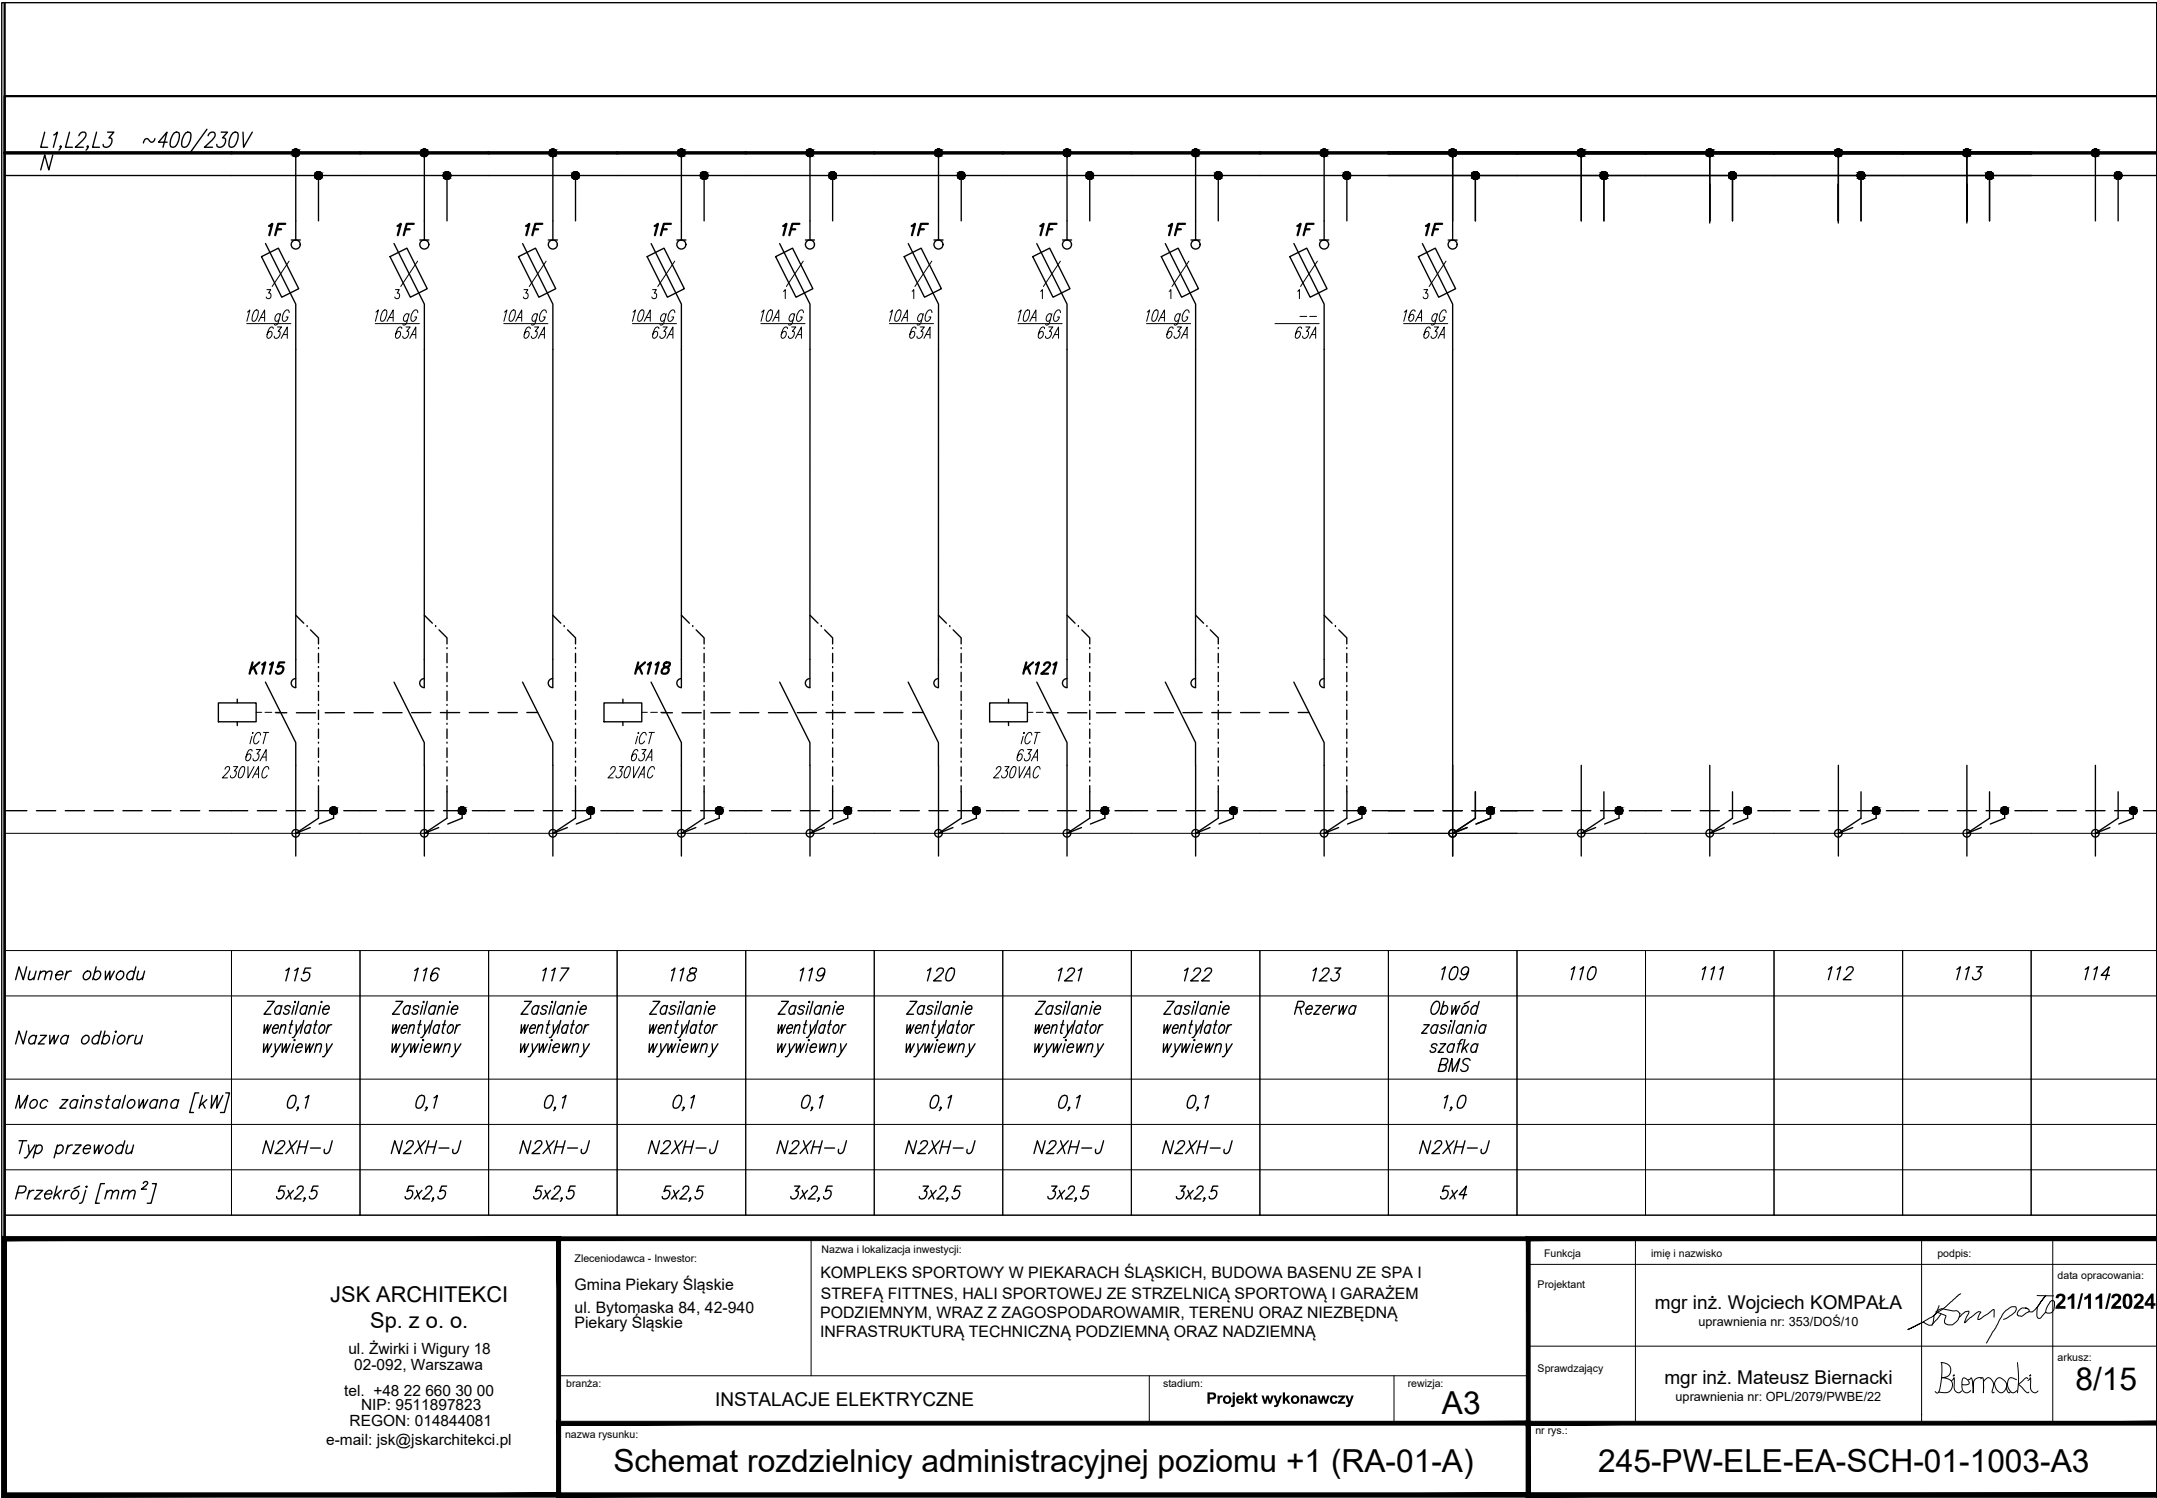 L1,L2,L3 ~400/230V
N
1F 1F 1F 1F 1F 1F 1F 1F 1F 1F
3 3 3 3 1 1 1 1 1 3
10A gG 10A gG 10A gG 10A gG 10A gG 10A gG 10A gG 10A gG -- 16A gG
63A 63A 63A 63A 63A 63A 63A 63A 63A 63A
K115 K118 K121
iCT iCT iCT
63A 63A 63A
230VAC 230VAC 230VAC
Numer obwodu 115 116 117 118 119 120 121 122 123 109 110 111 112 113 114
Nazwa odbioru
Zasilanie Zasilanie Zasilanie Zasilanie Zasilanie Zasilanie Zasilanie Zasilanie Rezerwa Obwód
wentylator wentylator wentylator wentylator wentylator wentylator wentylator wentylator zasilania
wywiewny wywiewny wywiewny wywiewny wywiewny wywiewny wywiewny wywiewny szafka
BMS
Moc zainstalowana [kW] 0,1 0,1 0,1 0,1 0,1 0,1 0,1 0,1 1,0
Typ przewodu N2XH-J N2XH-J N2XH-J N2XH-J N2XH-J N2XH-J N2XH-J N2XH-J N2XH-J
Przekrój [mm²] 5x2,5 5x2,5 5x2,5 5x2,5 3x2,5 3x2,5 3x2,5 3x2,5 5x4
JSK ARCHITEKCI
Sp. z o. o.
ul. Żwirki i Wigury 18
02-092, Warszawa
tel. +48 22 660 30 00
NIP: 9511897823
REGON: 014844081
e-mail: jsk@jskarchitekci.pl
Zleceniodawca - Inwestor:
Gmina Piekary Śląskie
ul. Bytomaska 84, 42-940
Piekary Śląskie
Nazwa i lokalizacja inwestycji:
KOMPLEKS SPORTOWY W PIEKARACH ŚLĄSKICH, BUDOWA BASENU ZE SPA I
STREFĄ FITTNES, HALI SPORTOWEJ ZE STRZELNICĄ SPORTOWĄ I GARAŻEM
PODZIEMNYM, WRAZ Z ZAGOSPODAROWAMIR, TERENU ORAZ NIEZBĘDNĄ
INFRASTRUKTURĄ TECHNICZNĄ PODZIEMNĄ ORAZ NADZIEMNĄ
branża:
INSTALACJE ELEKTRYCZNE
stadium:
Projekt wykonawczy
rewizja:
A3
nazwa rysunku:
Schemat rozdzielnicy administracyjnej poziomu +1 (RA-01-A)
Funkcja imię i nazwisko podpis:
Projektant
mgr inż. Wojciech KOMPAŁA
uprawnienia nr: 353/DOŚ/10
Kompała
data opracowania:
21/11/2024
Sprawdzający
mgr inż. Mateusz Biernacki
uprawnienia nr: OPL/2079/PWBE/22
Biernacki
arkusz:
8/15
nr rys.:
245-PW-ELE-EA-SCH-01-1003-A3